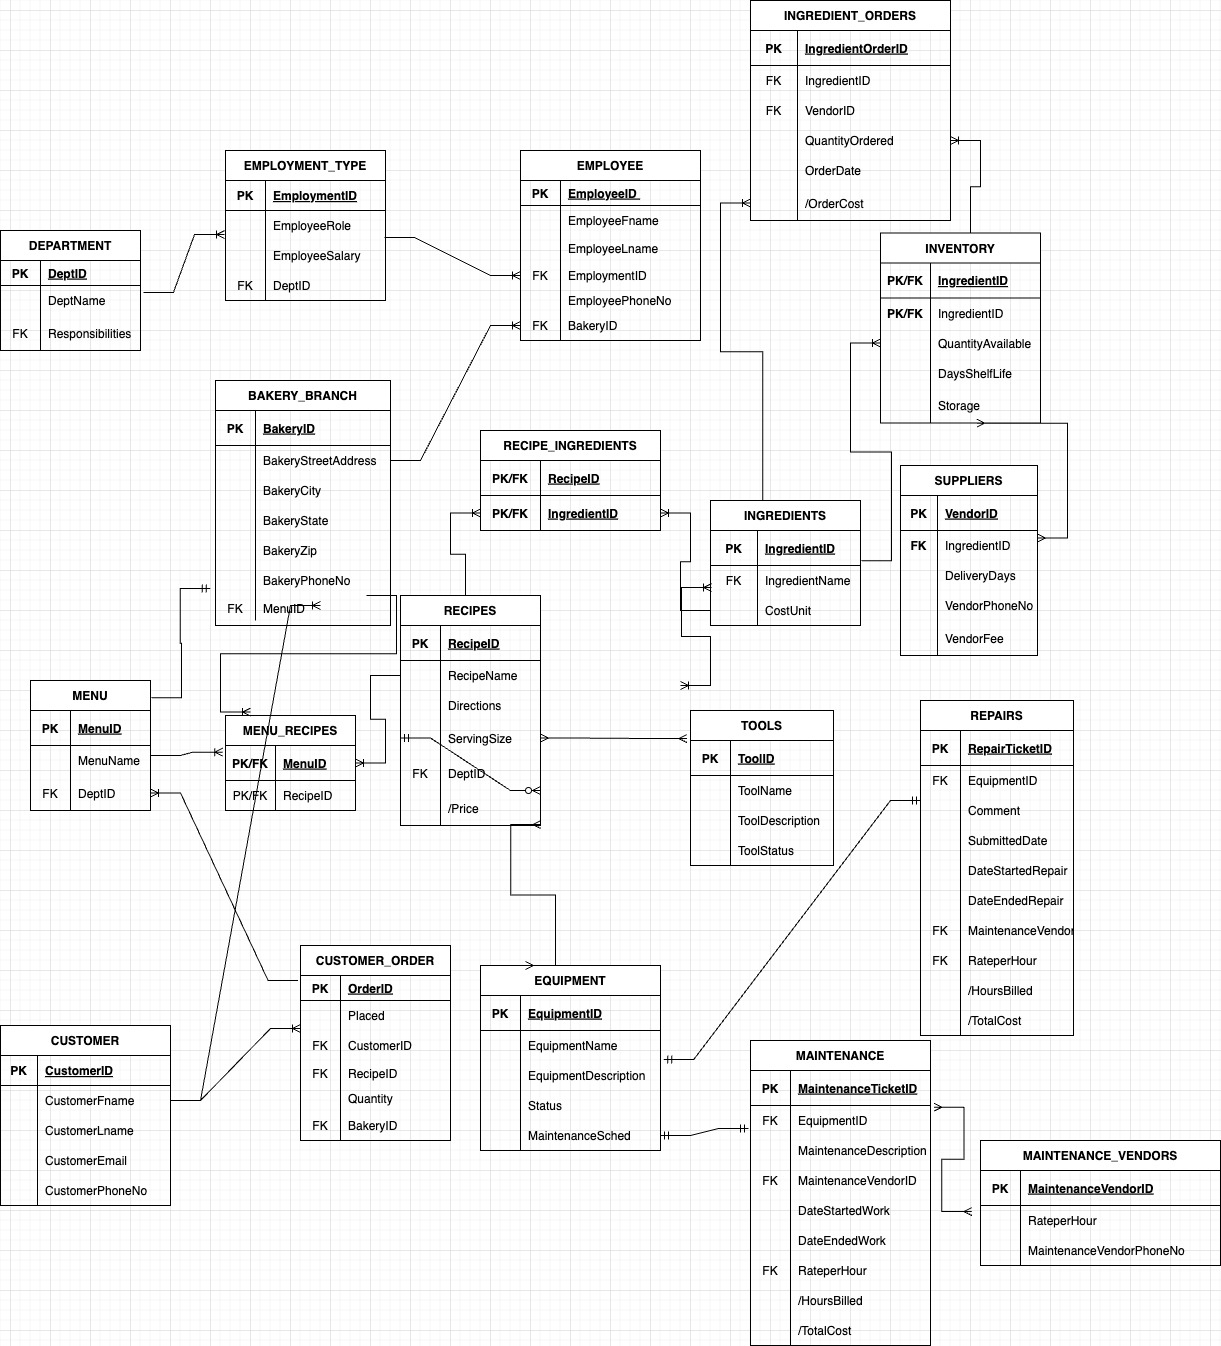 INGREDIENT_ORDERS
PK IngredientOrderID
FK IngredientID
FK VendorID
QuantityOrdered
OrderDate
/OrderCost
EMPLOYMENT_TYPE
PK EmploymentID
EmployeeRole
EmployeeSalary
FK DeptID
EMPLOYEE
PK EmployeeID
EmployeeFname
EmployeeLname
FK EmploymentID
EmployeePhoneNo
FK BakeryID
DEPARTMENT
PK DeptID
DeptName
FK Responsibilities
INVENTORY
PK/FK IngredientID
PK/FK IngredientID
QuantityAvailable
DaysShelfLife
Storage
BAKERY_BRANCH
PK BakeryID
BakeryStreetAddress
BakeryCity
BakeryState
BakeryZip
BakeryPhoneNo
FK MenuID
RECIPE_INGREDIENTS
PK/FK RecipeID
PK/FK IngredientID
SUPPLIERS
PK VendorID
FK IngredientID
DeliveryDays
VendorPhoneNo
VendorFee
INGREDIENTS
PK IngredientID
FK IngredientName
CostUnit
RECIPES
PK RecipeID
RecipeName
Directions
ServingSize
FK DeptID
/Price
MENU
PK MenuID
MenuName
FK DeptID
MENU_RECIPES
PK/FK MenuID
PK/FK RecipeID
TOOLS
PK ToolID
ToolName
ToolDescription
ToolStatus
REPAIRS
PK RepairTicketID
FK EquipmentID
Comment
SubmittedDate
DateStartedRepair
DateEndedRepair
FK MaintenanceVendor
FK RateperHour
/HoursBilled
/TotalCost
CUSTOMER_ORDER
PK OrderID
Placed
FK CustomerID
FK RecipeID
Quantity
FK BakeryID
EQUIPMENT
PK EquipmentID
EquipmentName
EquipmentDescription
Status
MaintenanceSched
CUSTOMER
PK CustomerID
CustomerFname
CustomerLname
CustomerEmail
CustomerPhoneNo
MAINTENANCE
PK MaintenanceTicketID
FK EquipmentID
MaintenanceDescription
FK MaintenanceVendorID
DateStartedWork
DateEndedWork
FK RateperHour
/HoursBilled
/TotalCost
MAINTENANCE_VENDORS
PK MaintenanceVendorID
RateperHour
MaintenanceVendorPhoneNo